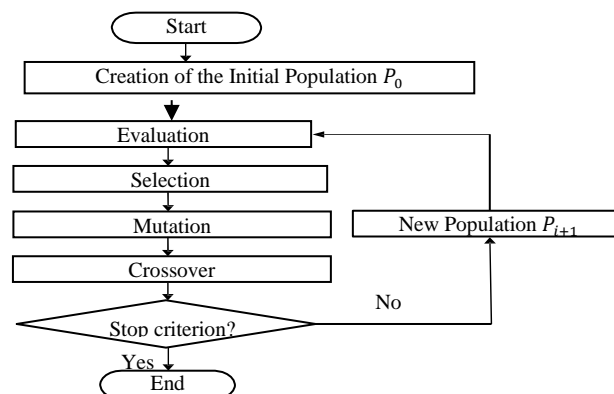 Start
Creation of the Initial Population P₀
Evaluation
Selection
Mutation
New Population Pᵢ₊₁
Crossover
No
Stop criterion?
Yes
End